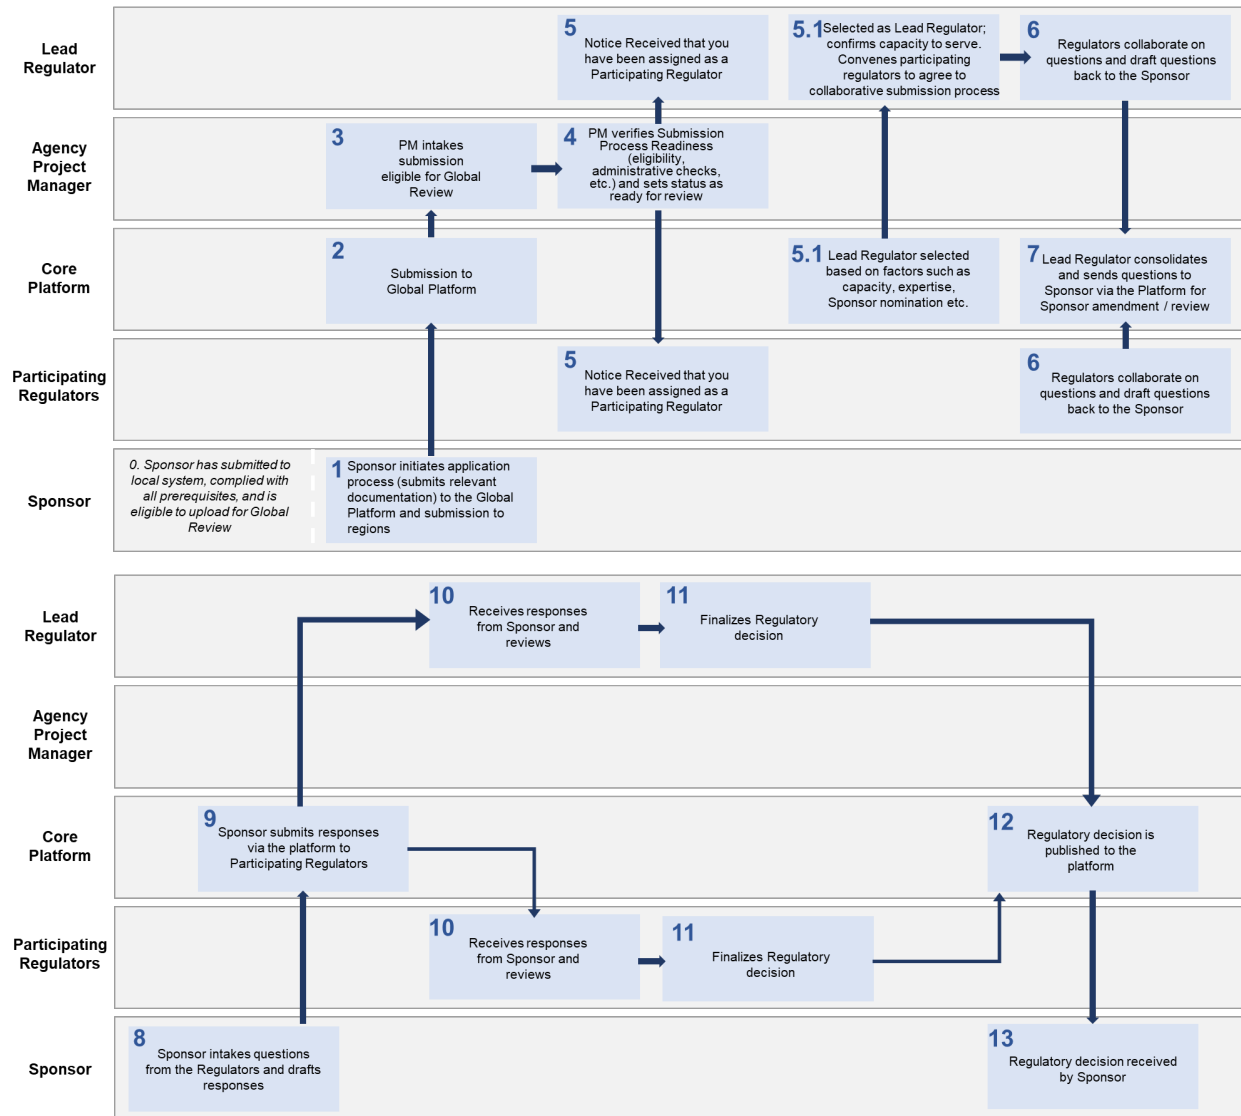 Lead
Regulator
5
Notice Received that you
have been assigned as a
Participating Regulator
5.1
Selected as Lead Regulator;
confirms capacity to serve.
Convenes participating
regulators to agree to
collaborative submission process
6
Regulators collaborate on
questions and draft questions
back to the Sponsor
Agency
Project
Manager
3
PM intakes
submission
eligible for Global
Review
4
PM verifies Submission
Process Readiness
(eligibility,
administrative checks,
etc.) and sets status as
ready for review
Core
Platform
2
Submission to
Global Platform
5.1
Lead Regulator selected
based on factors such as
capacity, expertise,
Sponsor nomination etc.
7
Lead Regulator consolidates
and sends questions to
Sponsor via the Platform for
Sponsor amendment / review
Participating
Regulators
5
Notice Received that you
have been assigned as a
Participating Regulator
6
Regulators collaborate on
questions and draft questions
back to the Sponsor
Sponsor
0. Sponsor has submitted to
local system, complied with
all prerequisites, and is
eligible to upload for Global
Review
1
Sponsor initiates application
process (submits relevant
documentation) to the Global
Platform and submission to
regions
Lead
Regulator
10
Receives responses
from Sponsor and
reviews
11
Finalizes Regulatory
decision
Agency
Project
Manager
Core
Platform
9
Sponsor submits responses
via the platform to
Participating Regulators
12
Regulatory decision is
published to the
platform
Participating
Regulators
10
Receives responses
from Sponsor and
reviews
11
Finalizes Regulatory
decision
Sponsor
8
Sponsor intakes questions
from the Regulators and drafts
responses
13
Regulatory decision received
by Sponsor